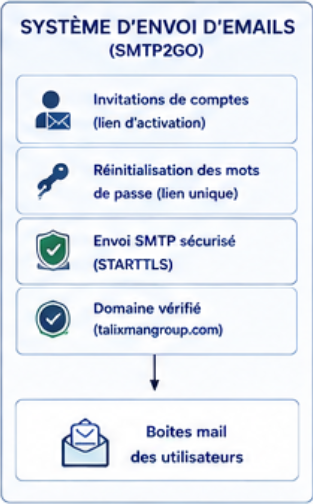 SYSTÈME D'ENVOI D'EMAILS
(SMTP2GO)
Invitations de comptes
(lien d'activation)
Réinitialisation des mots
de passe (lien unique)
Envoi SMTP sécurisé
(STARTTLS)
Domaine vérifié
(talixmangroup.com)
Boites mail
des utilisateurs